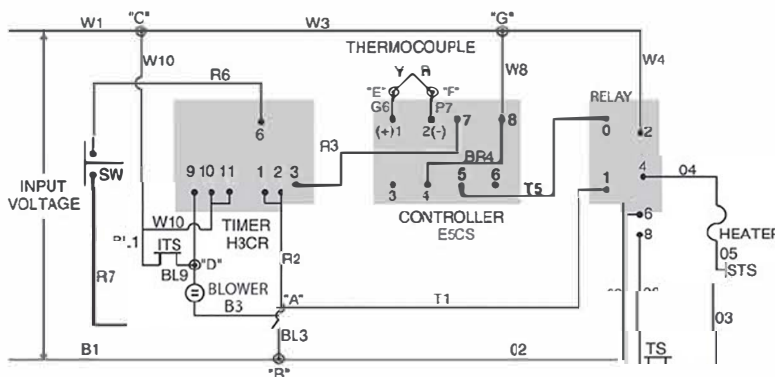 W1
"C"
W3
"G"
THERMOCOUPLE
W10
R6
Y R
"E" "F"
G6 P7
W8
W4
RELAY
6
(+)1 2(-) 7 8
0 2
R3
BR4
SW
9 10 11 1 2 3
5 6
3 4
T5
1 4
04
INPUT
VOLTAGE
W10
TIMER
H3CR
CONTROLLER
E5CS
6
8
HEATER
BL1
ITS
"D"
BL9
R7
R2
05
STS
BLOWER
B3
"A"
T1
03
BL3
B1
02
TS
"B"